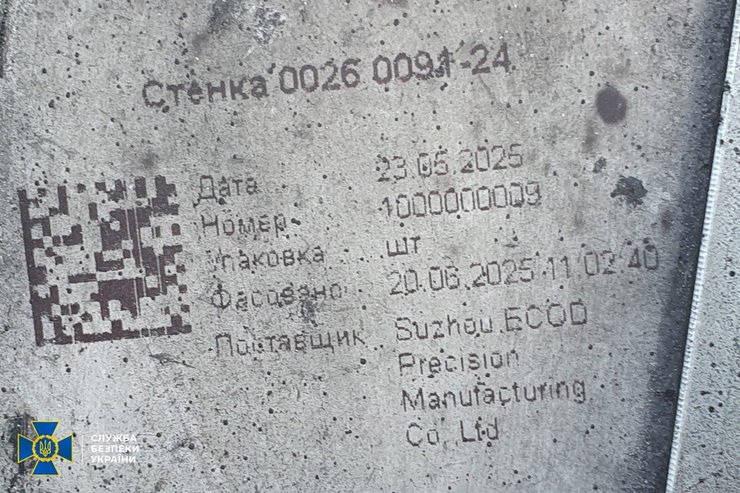 Стенка 0026 0091-24
Дата 23.05.2025
Номер 1000000009
Упаковка шт
Фасовано 20.06.2025 11 02 40
Поставщик Suzhou ECOD
Precision
Manufacturing
Co, Ltd
СЛУЖБА
БЕЗПЕКИ
УКРАЇНИ